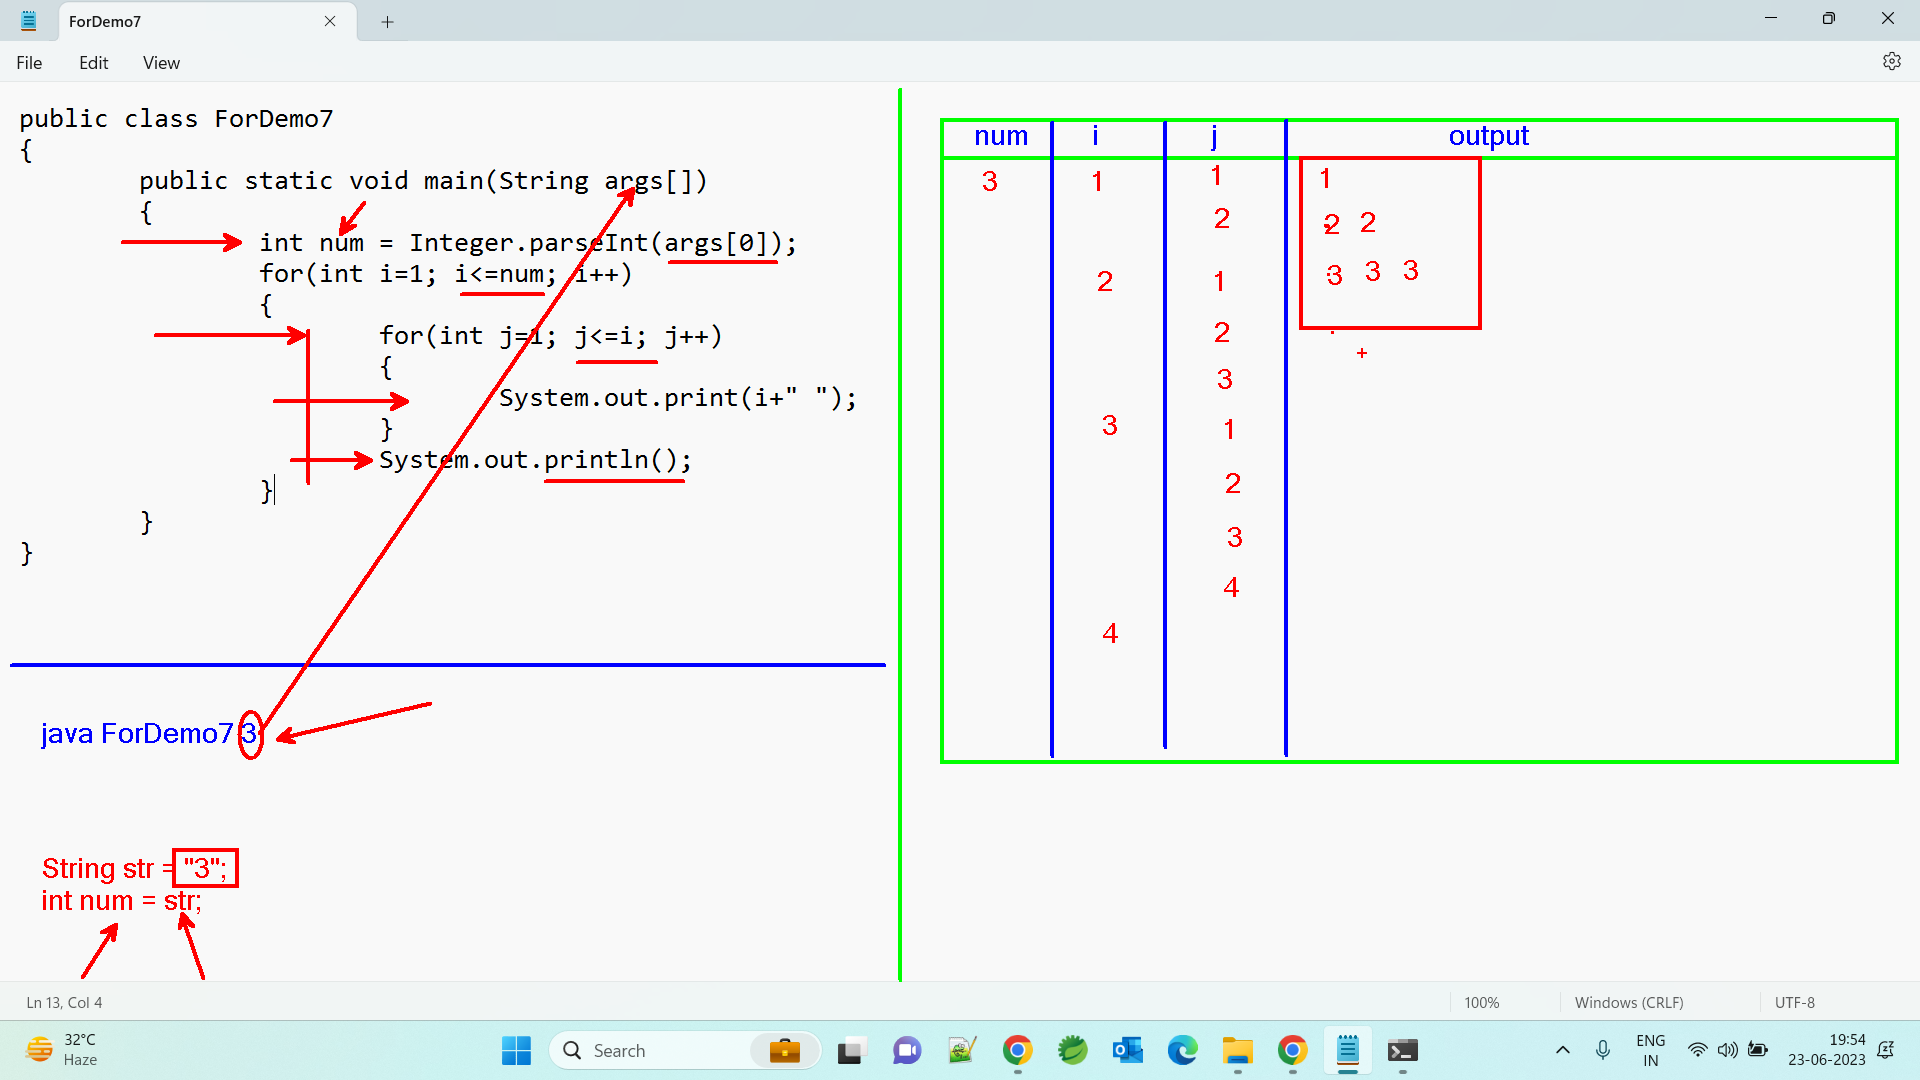 ForDemo7
File Edit View
public class ForDemo7
{
public static void main(String args[])
{
int num = Integer.parseInt(args[0]);
for(int i=1; i<=num; i++)
{
for(int j=1; j<=i; j++)
{
System.out.print(i+" ");
}
System.out.println();
}
}
}
java ForDemo7 3
String str = "3";
int num = str;
num i j output
3 1 1 1
2 2 2
2 1 3 3 3
2
3
3 1
2
3
4
4
Ln 13, Col 4 100% Windows (CRLF) UTF-8
32°C
Haze
Search
ENG
IN
19:54
23-06-2023